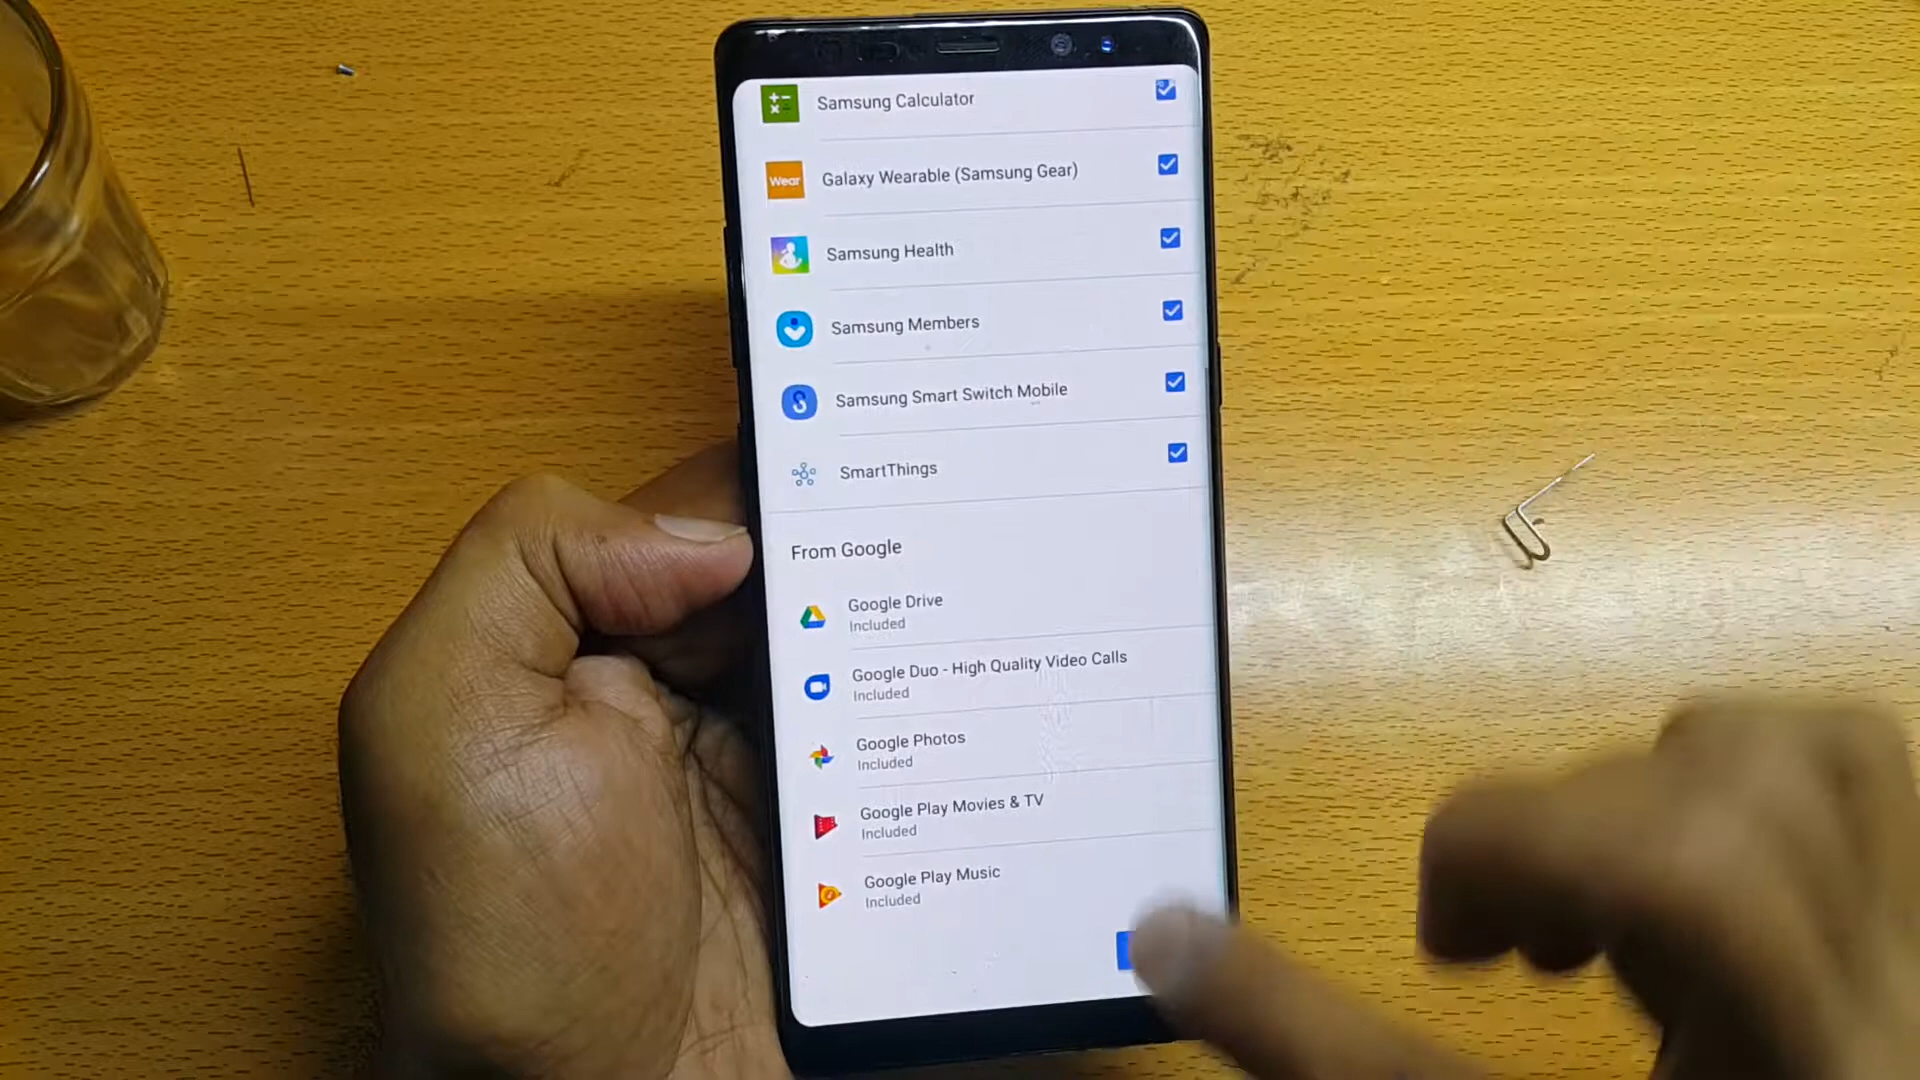 Samsung Calculator
Wear
Galaxy Wearable (Samsung Gear)
Samsung Health
Samsung Members
Samsung Smart Switch Mobile
SmartThings
From Google
Google Drive
Included
Google Duo - High Quality Video Calls
Included
Google Photos
Included
Google Play Movies & TV
Included
Google Play Music
Included